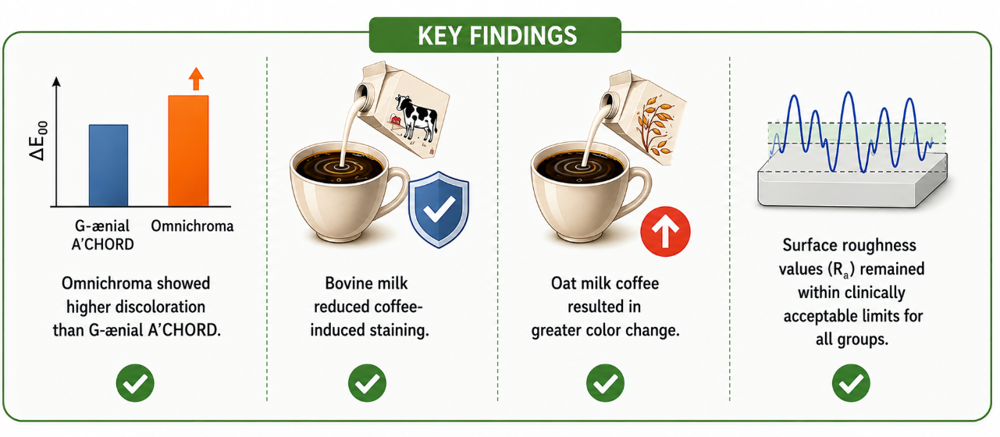 KEY FINDINGS
ΔE₀₀
G-ænial
A’CHORD
Omnichroma
Omnichroma showed
higher discoloration
than G-ænial A’CHORD.
Bovine milk
reduced coffee-
induced staining.
Oat milk coffee
resulted in
greater color change.
Surface roughness
values (Rₐ) remained
within clinically
acceptable limits for
all groups.